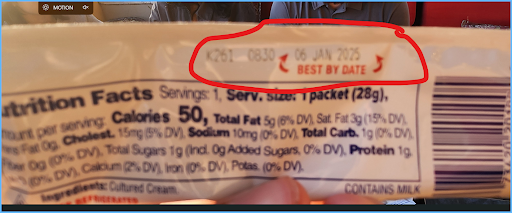 MOTION
K261 0830 06 JAN 2025
BEST BY DATE
utrition Facts Servings: 1, Serv. size: 1 packet (28g),
mount per serving: Calories 50, Total Fat 5g (6% DV), Sat. Fat 3g (15% DV),
Fat 0g, Cholest. 15mg (5% DV), Sodium 10mg (0% DV), Total Carb. 1g (0% DV),
0g (0% DV), Total Sugars 1g (Incl. 0g Added Sugars, 0% DV), Protein 1g,
(0% DV), Calcium (2% DV), Iron (0% DV), Potas. (0% DV).
Ingredients: Cultured Cream. CONTAINS MILK
REFRIGERATED